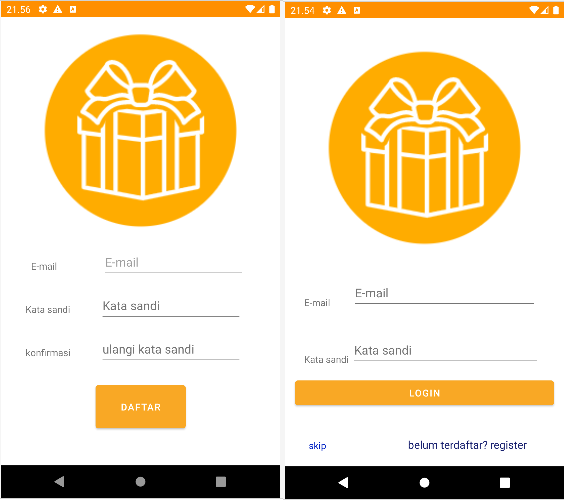 21.56
E-mail E-mail
Kata sandi Kata sandi
konfirmasi ulangi kata sandi
DAFTAR
21.54
E-mail E-mail
Kata sandi Kata sandi
LOGIN
skip belum terdaftar? register